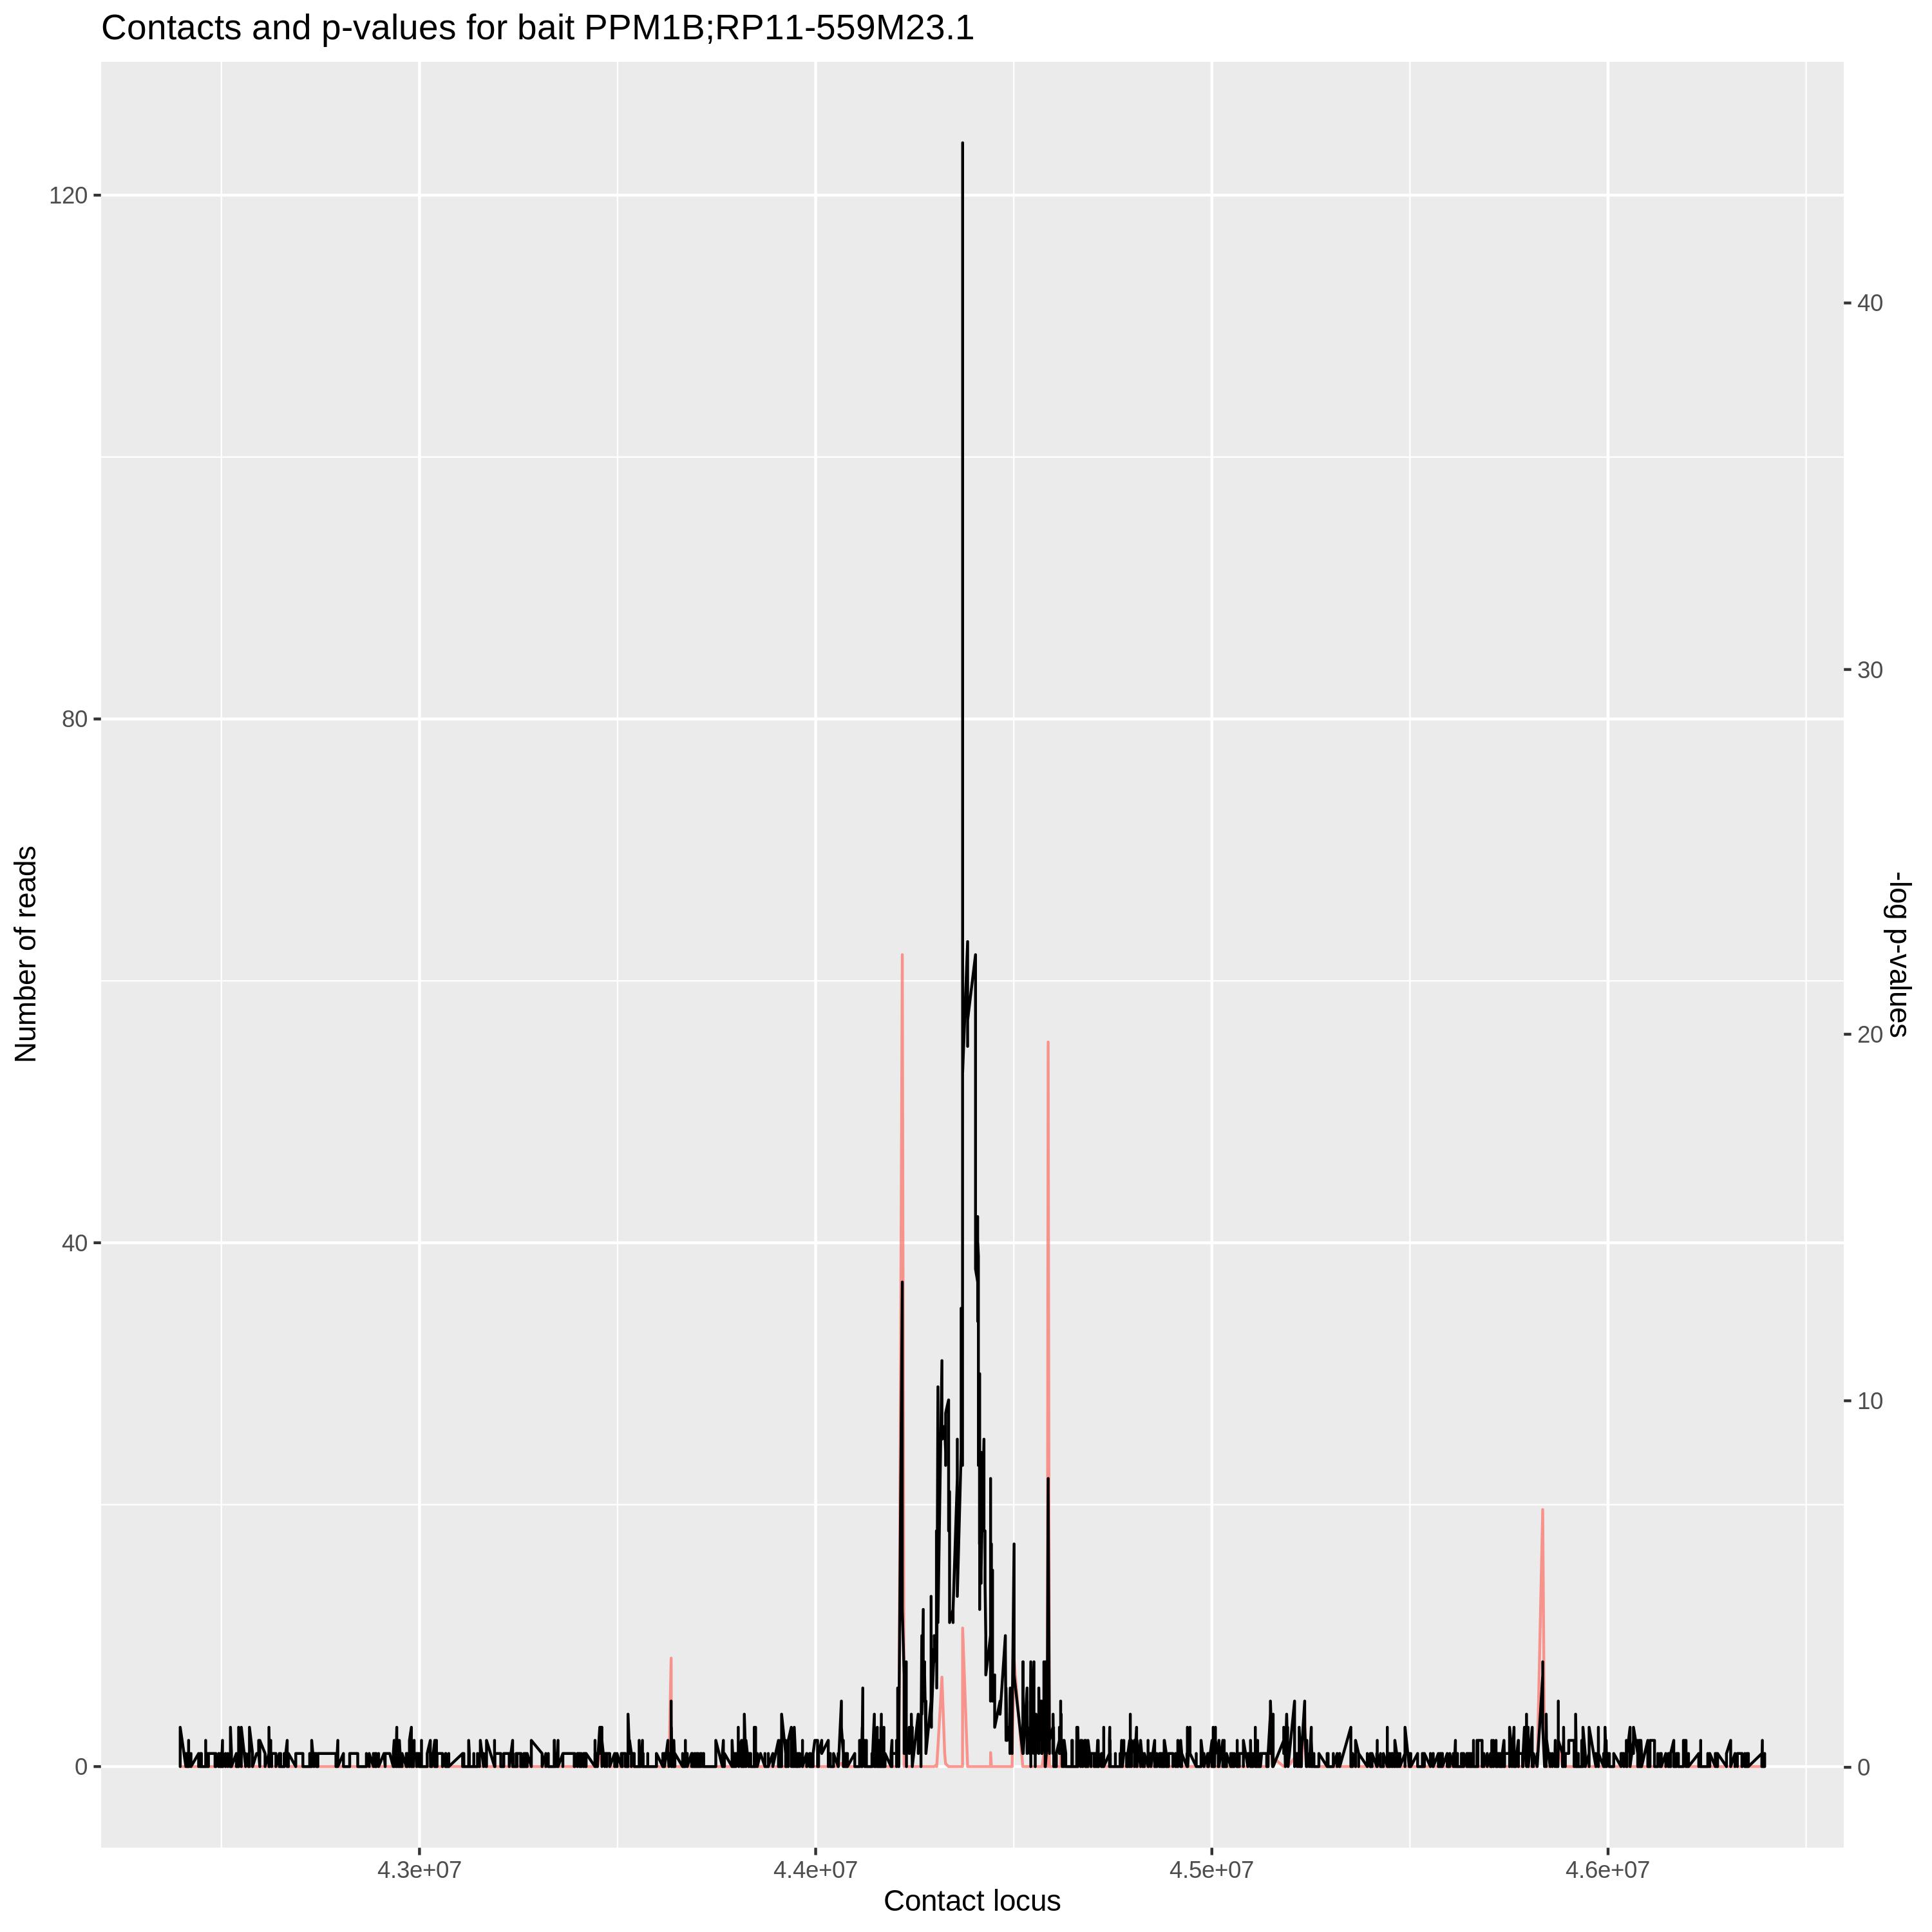 Contacts and p-values for bait PPM1B;RP11-559M23.1
Number of reads
120
80
40
0
-log p-values
40
30
20
10
0
4.3e+07
4.4e+07
4.5e+07
4.6e+07
Contact locus